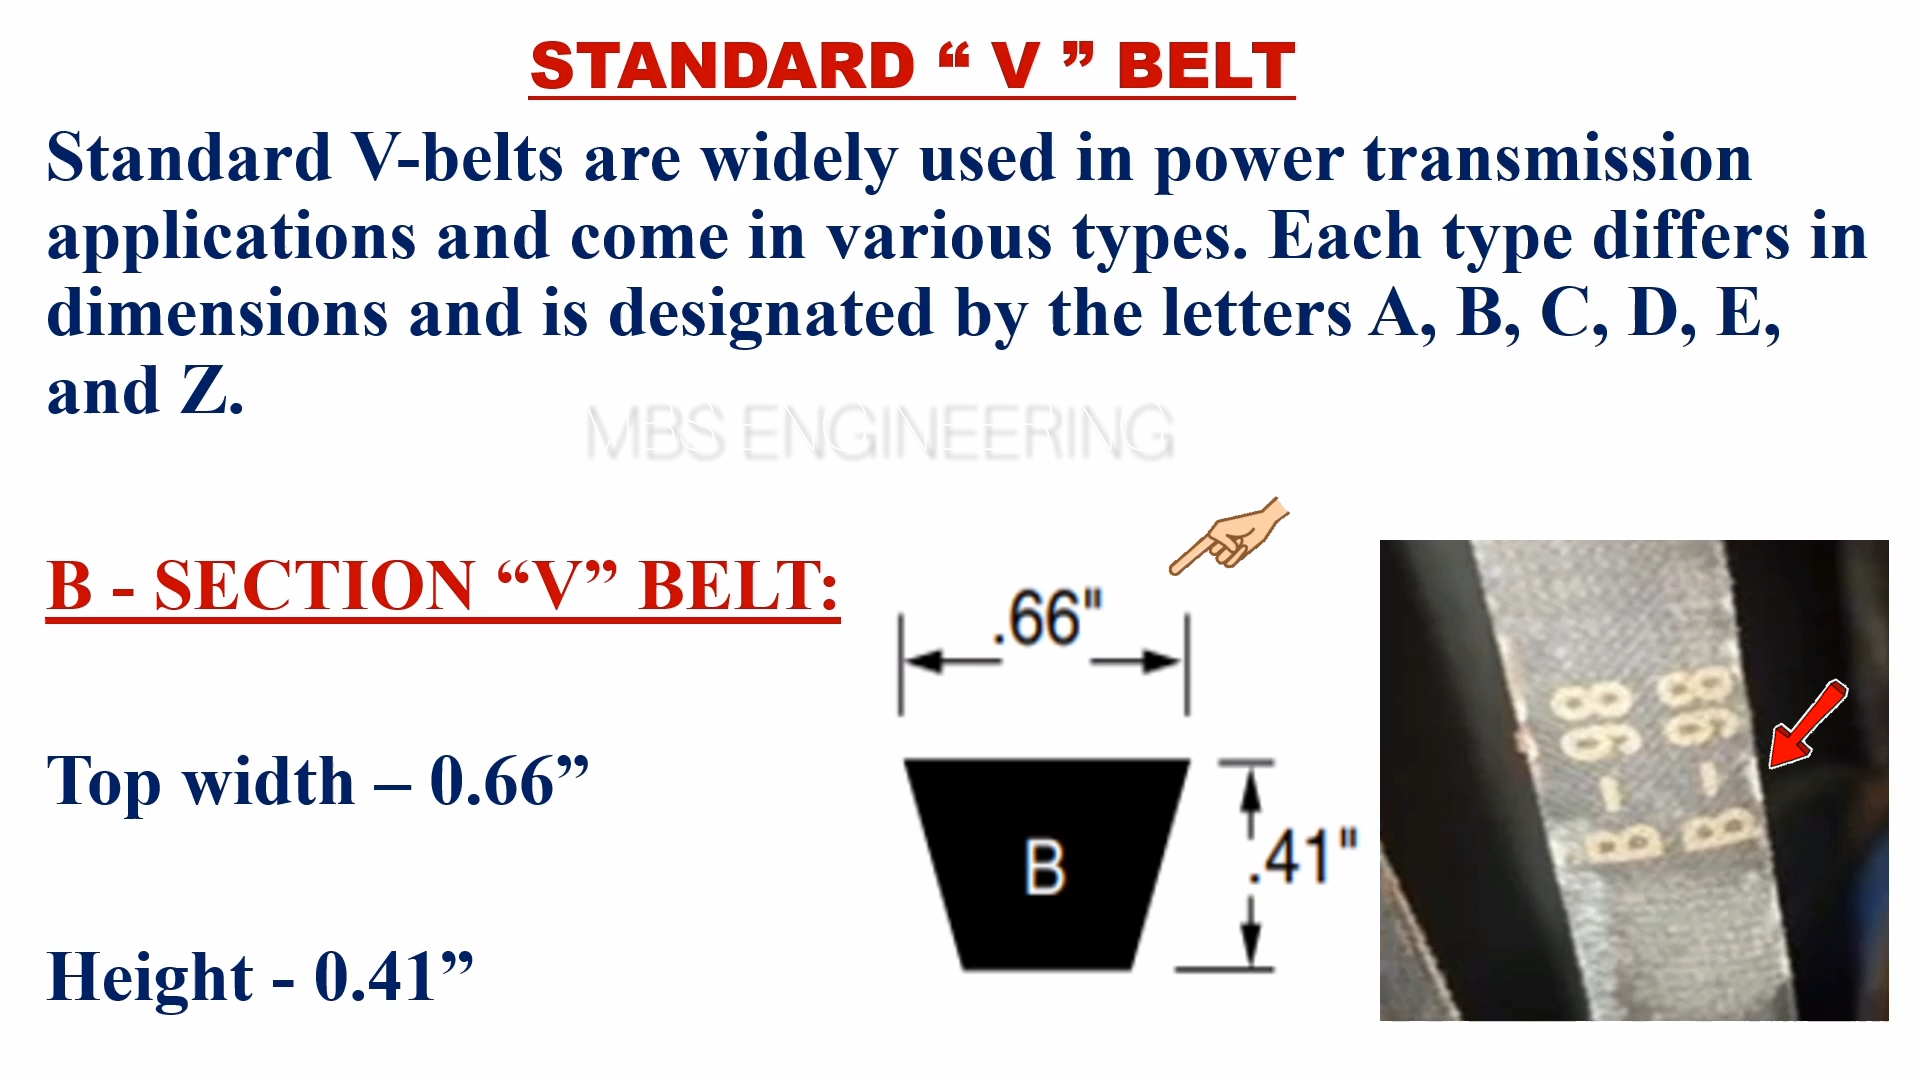 STANDARD “ V ” BELT
Standard V-belts are widely used in power transmission
applications and come in various types. Each type differs in
dimensions and is designated by the letters A, B, C, D, E,
and Z.
MBS ENGINEERING
B - SECTION “V” BELT:
.66"
Top width – 0.66”
B
.41"
Height - 0.41”
B-98
B-98